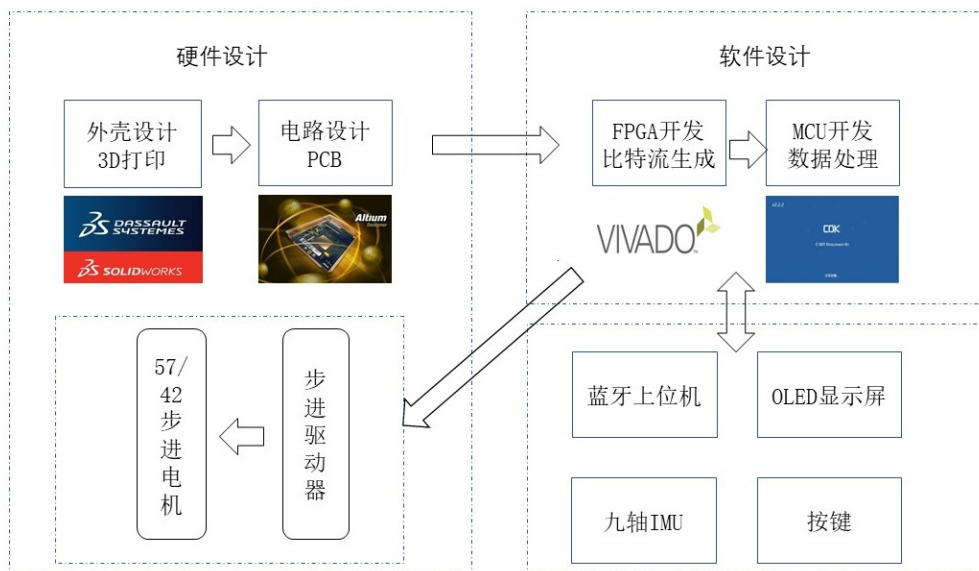 硬件设计
外壳设计
3D打印
电路设计
PCB
DASSAULT
SYSTEMES
SOLIDWORKS
Altium
Designer
57/
42
步
进
电
机
步
进
驱
动
器
软件设计
FPGA开发
比特流生成
MCU开发
数据处理
VIVADO
v2.2.2
CDK
蓝牙上位机
OLED显示屏
九轴IMU
按键